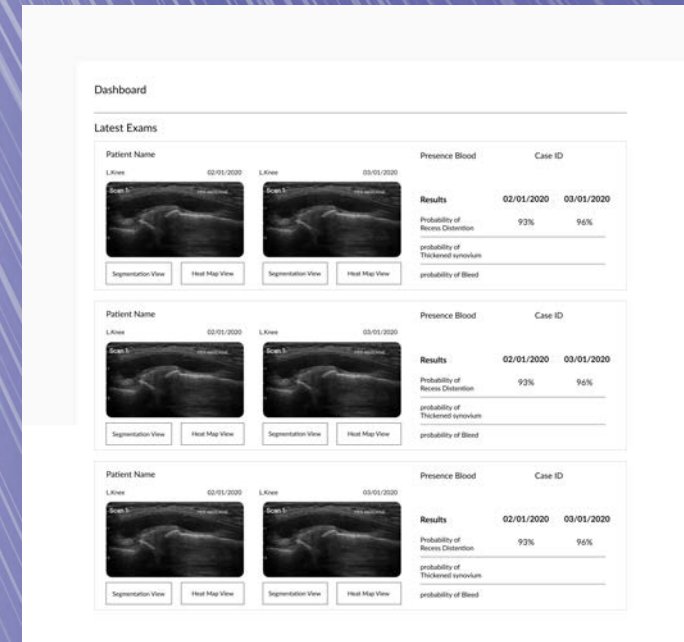 Dashboard
Latest Exams
Patient Name
L.Knee 02/01/2020 L.Knee 03/01/2020
Scan 1- Scan 1-
Segmentation View Heat Map View Segmentation View Heat Map View
Presence Blood Case ID
Results 02/01/2020 03/01/2020
Probability of
Recess Distention 93% 96%
probability of
Thickened synovium
probability of Bleed
Patient Name
L.Knee 02/01/2020 L.Knee 03/01/2020
Scan 1- Scan 1-
Segmentation View Heat Map View Segmentation View Heat Map View
Presence Blood Case ID
Results 02/01/2020 03/01/2020
Probability of
Recess Distention 93% 96%
probability of
Thickened synovium
probability of Bleed
Patient Name
L.Knee 02/01/2020 L.Knee 03/01/2020
Scan 1- Scan 1-
Segmentation View Heat Map View Segmentation View Heat Map View
Presence Blood Case ID
Results 02/01/2020 03/01/2020
Probability of
Recess Distention 93% 96%
probability of
Thickened synovium
probability of Bleed